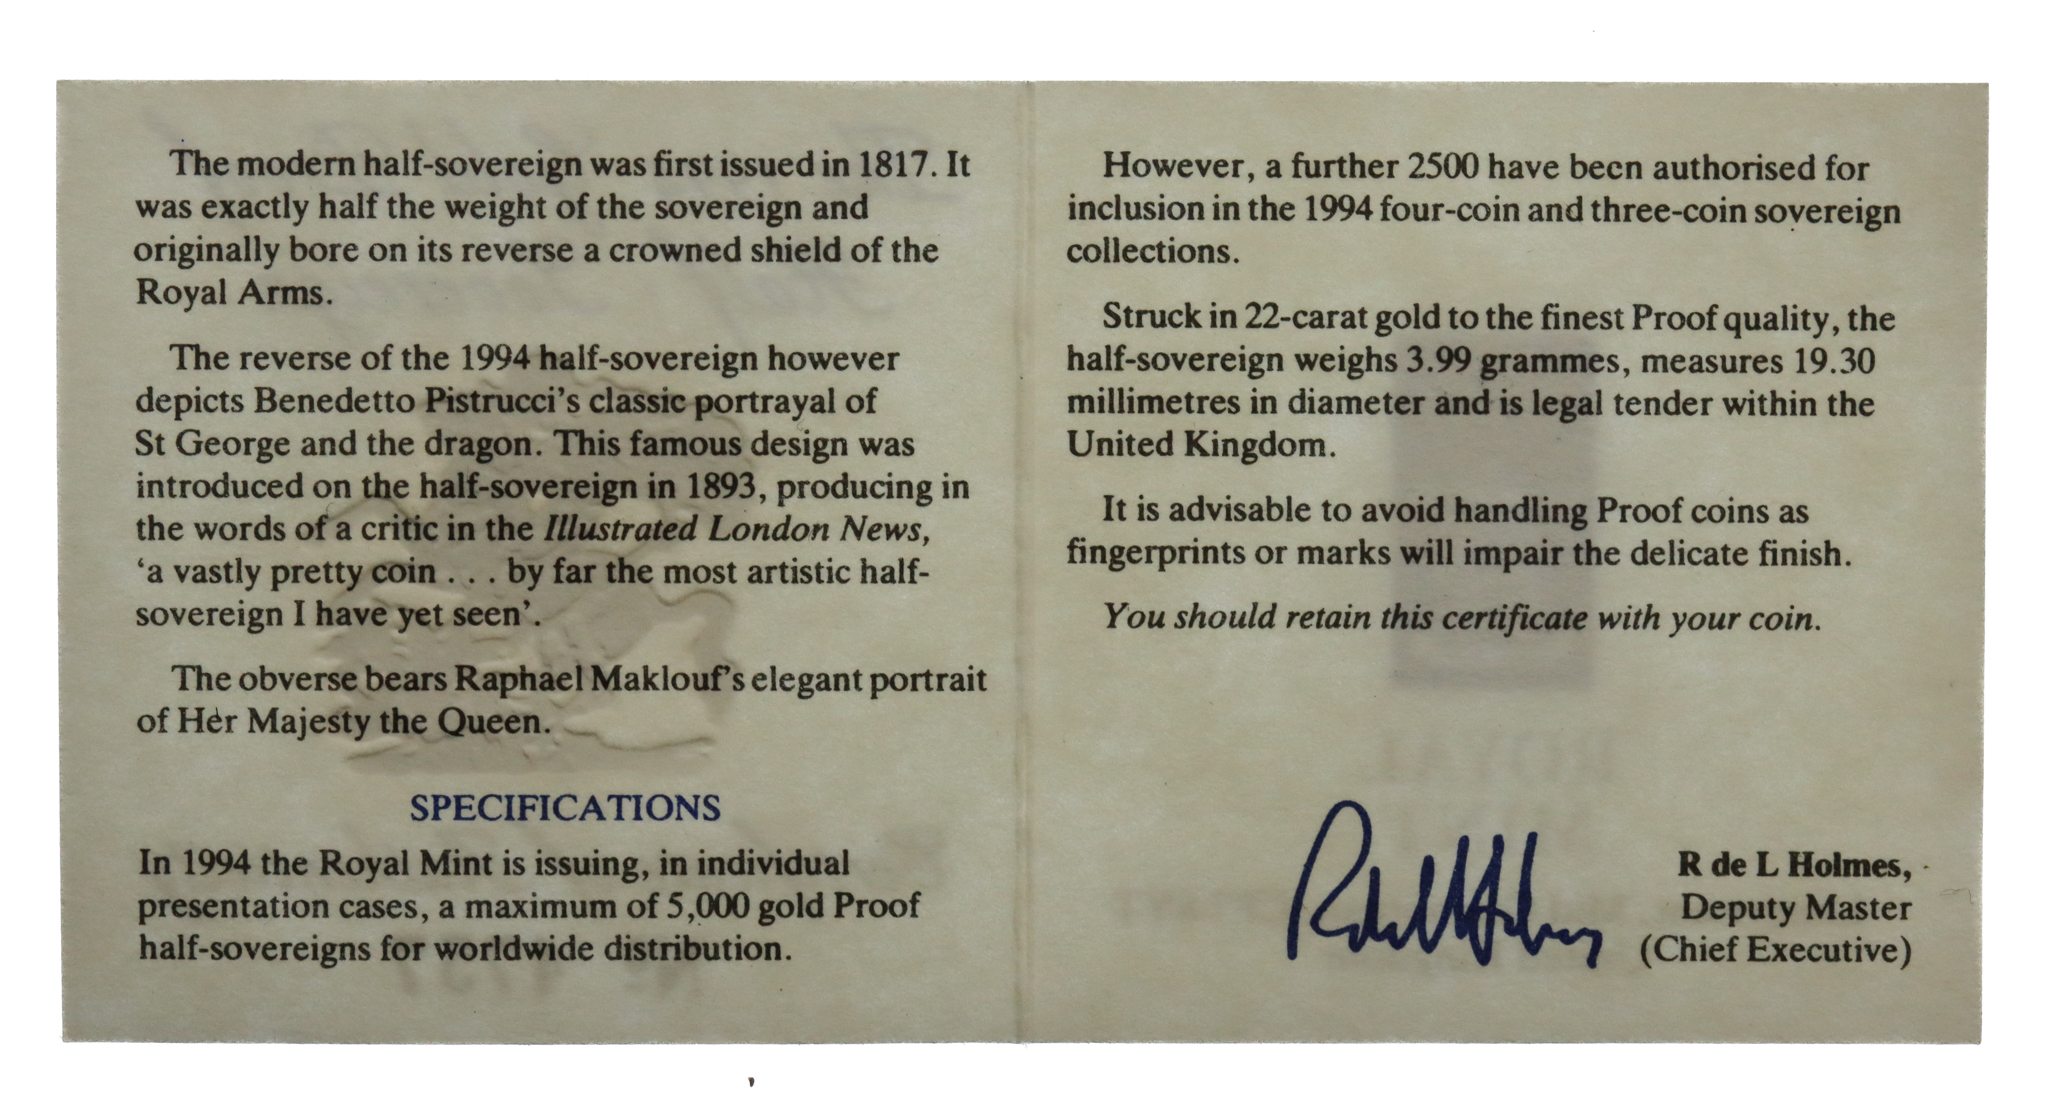 The modern half-sovereign was first issued in 1817. It
was exactly half the weight of the sovereign and
originally bore on its reverse a crowned shield of the
Royal Arms.
The reverse of the 1994 half-sovereign however
depicts Benedetto Pistrucci's classic portrayal of
St George and the dragon. This famous design was
introduced on the half-sovereign in 1893, producing in
the words of a critic in the Illustrated London News,
'a vastly pretty coin . . . by far the most artistic half-
sovereign I have yet seen'.
The obverse bears Raphael Maklouf's elegant portrait
of Her Majesty the Queen.
SPECIFICATIONS
In 1994 the Royal Mint is issuing, in individual
presentation cases, a maximum of 5,000 gold Proof
half-sovereigns for worldwide distribution.
However, a further 2500 have been authorised for
inclusion in the 1994 four-coin and three-coin sovereign
collections.
Struck in 22-carat gold to the finest Proof quality, the
half-sovereign weighs 3.99 grammes, measures 19.30
millimetres in diameter and is legal tender within the
United Kingdom.
It is advisable to avoid handling Proof coins as
fingerprints or marks will impair the delicate finish.
You should retain this certificate with your coin.
R de L Holmes,
Deputy Master
(Chief Executive)